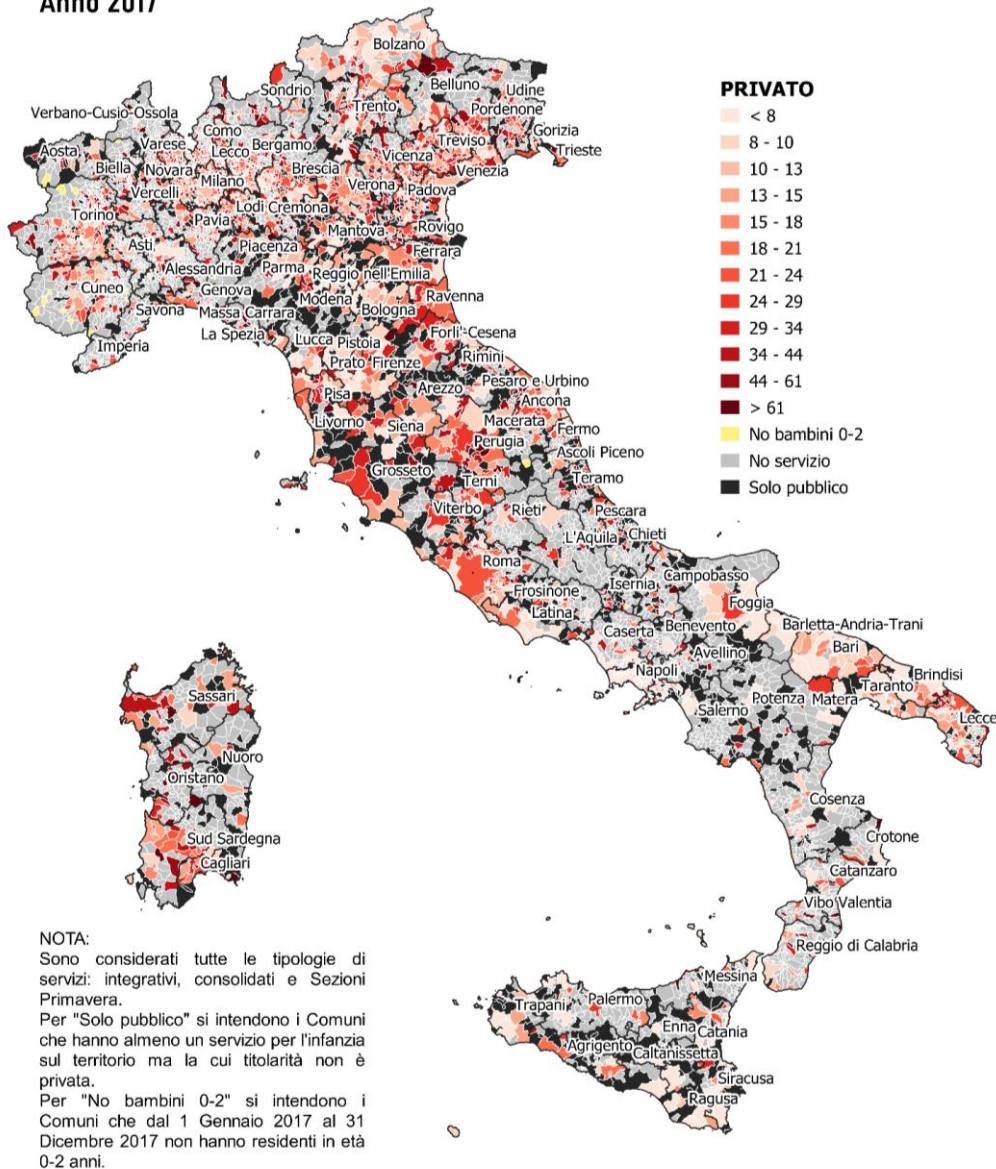 Anno 2017
Bolzano
Sondrio
Belluno
Udine
Verbano-Cusio-Ossola
Trento
Pordenone
Como
Gorizia
Aosta
Varese
Lecco
Bergamo
Treviso
Trieste
Biella
Novara
Brescia
Vicenza
Venezia
Milano
Verona
Padova
Vercelli
Torino
Pavia
Lodi
Cremona
Mantova
Rovigo
Asti
Piacenza
Ferrara
Alessandria
Parma
Reggio nell'Emilia
Cuneo
Genova
Modena
Ravenna
Savona
Massa Carrara
Bologna
Imperia
La Spezia
Lucca
Pistoia
Forli'-Cesena
Prato
Firenze
Rimini
Pisa
Arezzo
Pesaro e Urbino
Ancona
Livorno
Siena
Macerata
Fermo
Perugia
Ascoli Piceno
Grosseto
Terni
Teramo
Viterbo
Rieti
Pescara
L'Aquila
Chieti
Roma
Frosinone
Isernia
Campobasso
Latina
Foggia
Caserta
Benevento
Barletta-Andria-Trani
Avellino
Bari
Napoli
Brindisi
Salerno
Potenza
Matera
Taranto
Lecce
Sassari
Nuoro
Oristano
Cosenza
Sud Sardegna
Crotone
Cagliari
Catanzaro
Vibo Valentia
Reggio di Calabria
Messina
Trapani
Palermo
Enna
Catania
Agrigento
Caltanissetta
Siracusa
Ragusa
PRIVATO
< 8
8 - 10
10 - 13
13 - 15
15 - 18
18 - 21
21 - 24
24 - 29
29 - 34
34 - 44
44 - 61
> 61
No bambini 0-2
No servizio
Solo pubblico
NOTA:
Sono considerati tutte le tipologie di
servizi: integrativi, consolidati e Sezioni
Primavera.
Per "Solo pubblico" si intendono i Comuni
che hanno almeno un servizio per l'infanzia
sul territorio ma la cui titolarità non è
privata.
Per "No bambini 0-2" si intendono i
Comuni che dal 1 Gennaio 2017 al 31
Dicembre 2017 non hanno residenti in età
0-2 anni.